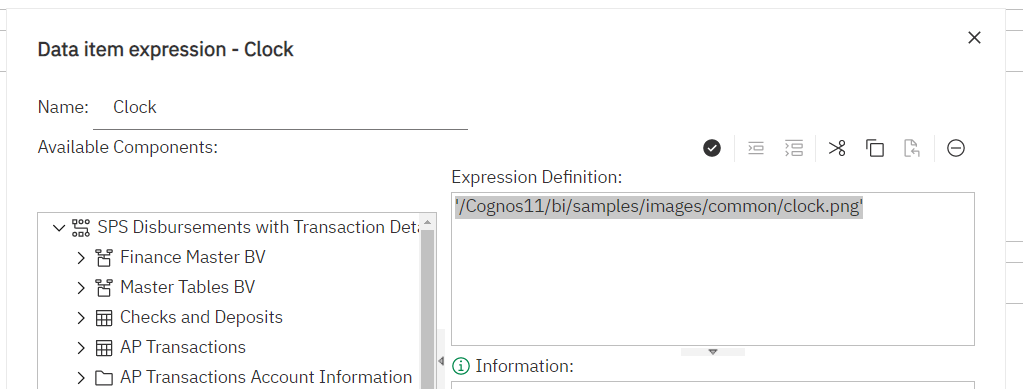 Data item expression - Clock
Name: Clock
Available Components:
Expression Definition:
'/Cognos11/bi/samples/images/common/clock.png'
SPS Disbursements with Transaction Deta
Finance Master BV
Master Tables BV
Checks and Deposits
AP Transactions
AP Transactions Account Information
Information: